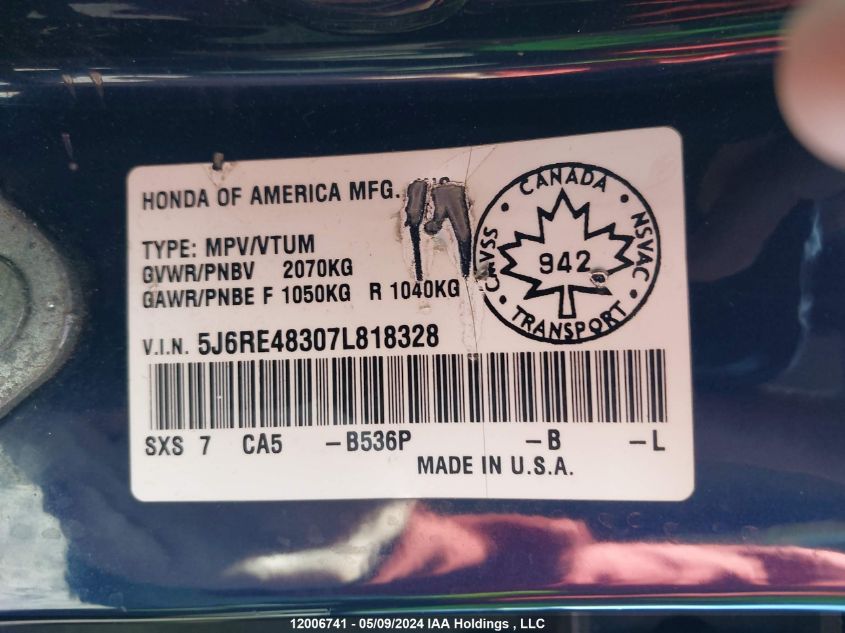 HONDA OF AMERICA MFG.
TYPE: MPV/VTUM
GVWR/PNBV 2070KG
GAWR/PNBE F 1050KG R 1040KG
CANADA
CMVSS
NSVAC
942
TRANSPORT
V.I.N. 5J6RE48307L818328
SXS 7 CA5 -B536P -B -L
MADE IN U.S.A.
12006741 - 05/09/2024 IAA Holdings , LLC